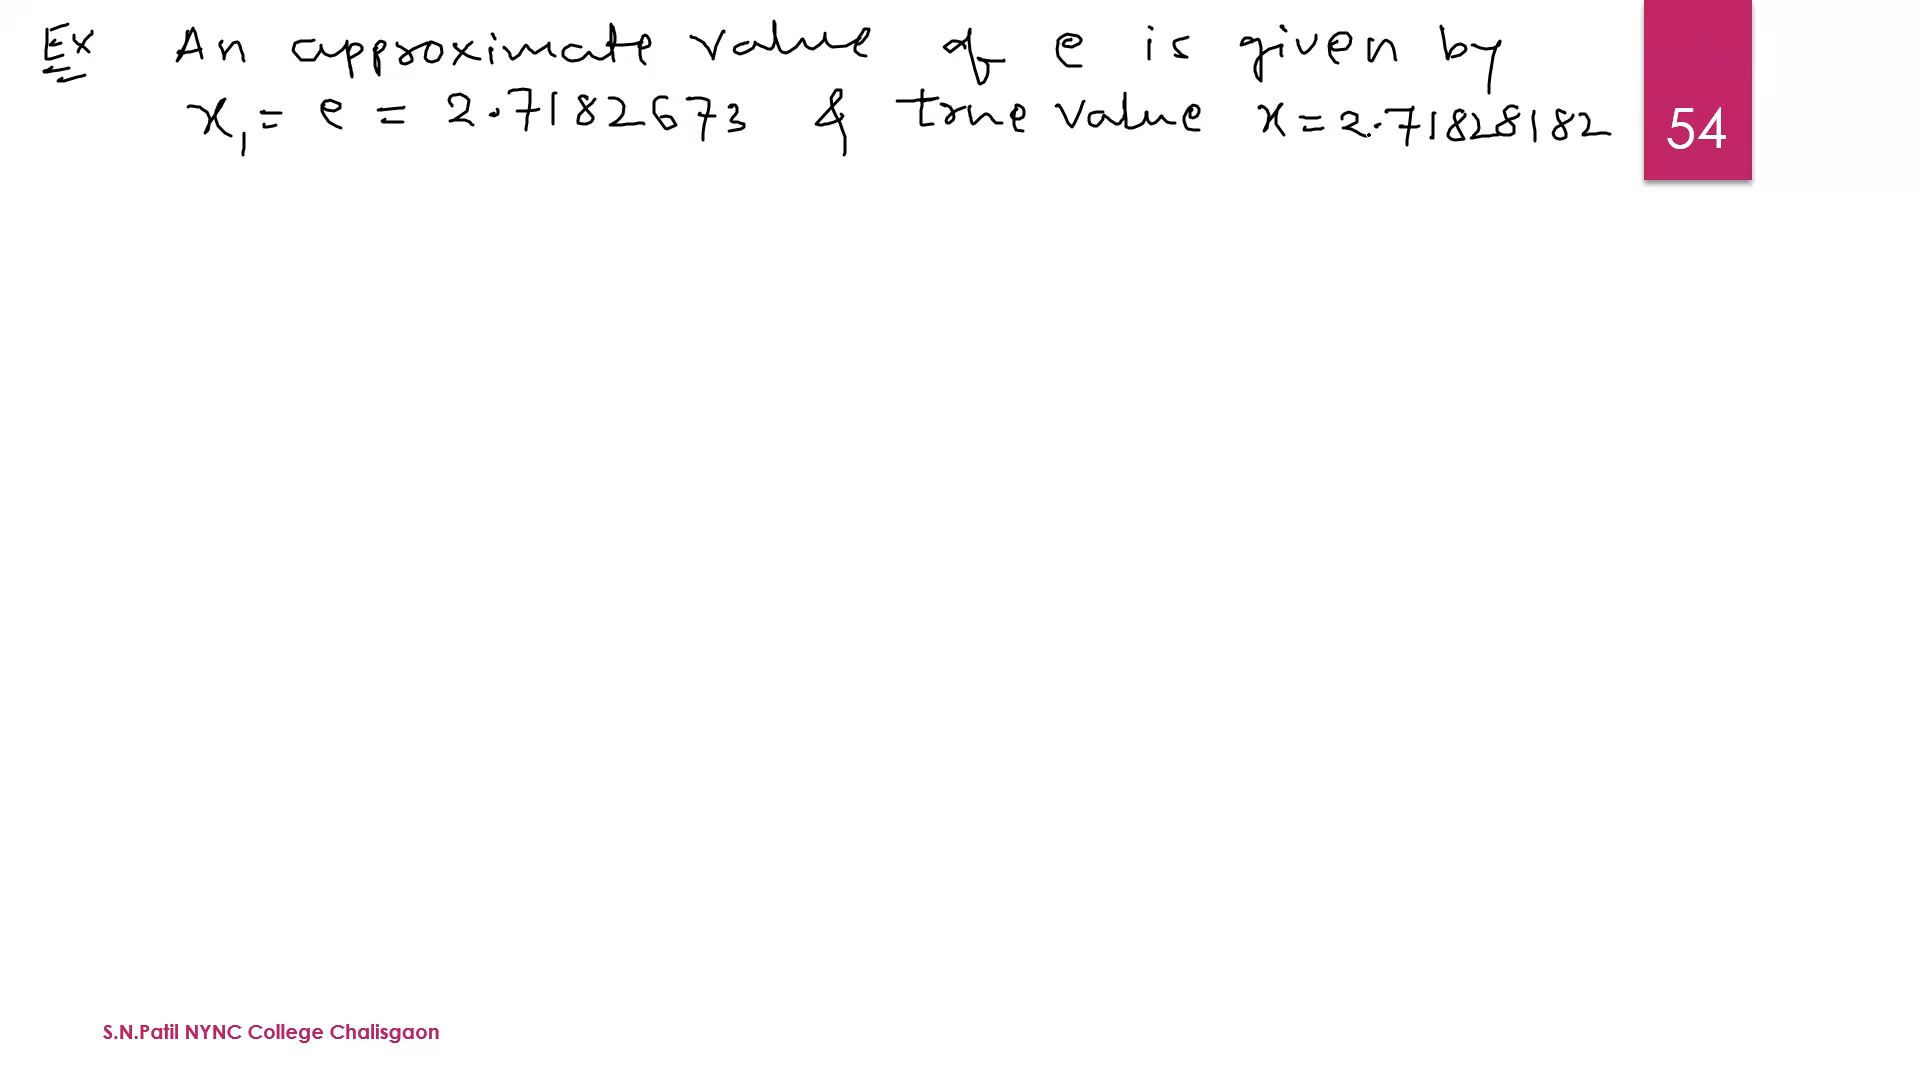 Ex An approximate value of e is given by
x₁ = e = 2.7182673 & true value x = 2.71828182
54
S.N.Patil NYNC College Chalisgaon